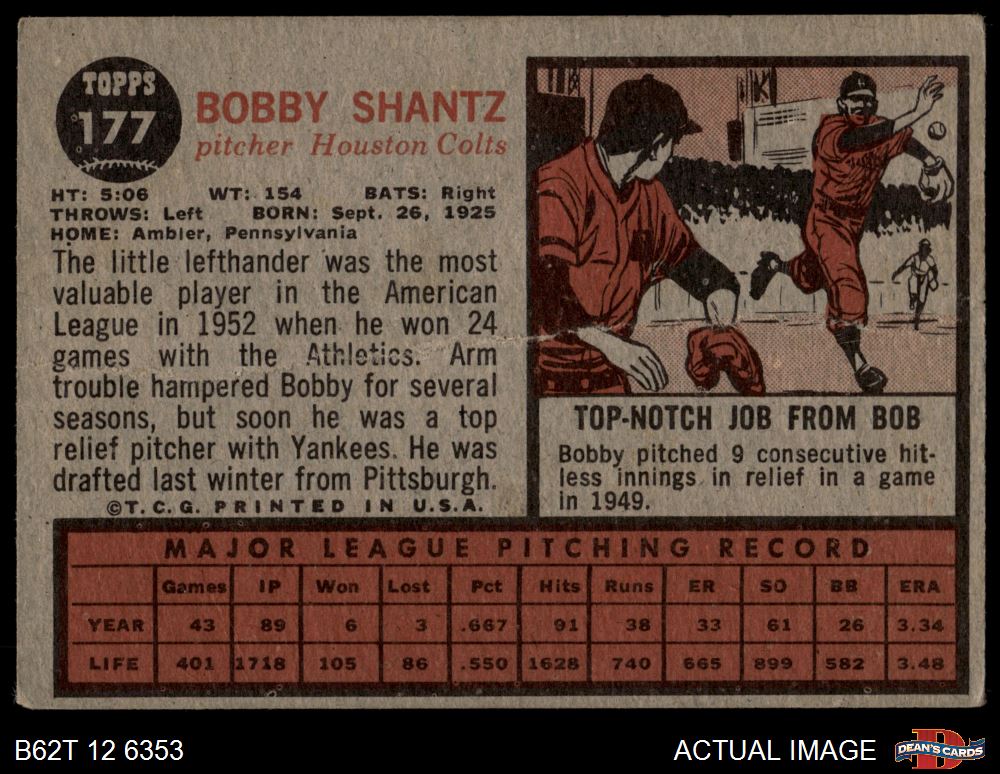 TOPPS
177
BOBBY SHANTZ
pitcher Houston Colts
HT: 5:06 WT: 154 BATS: Right
THROWS: Left BORN: Sept. 26, 1925
HOME: Ambler, Pennsylvania
The little lefthander was the most
valuable player in the American
League in 1952 when he won 24
games with the Athletics. Arm
trouble hampered Bobby for several
seasons, but soon he was a top
relief pitcher with Yankees. He was
drafted last winter from Pittsburgh.
©T.C.G. PRINTED IN U.S.A.
TOP-NOTCH JOB FROM BOB
Bobby pitched 9 consecutive hit-
less innings in relief in a game
in 1949.
MAJOR LEAGUE PITCHING RECORD
Games IP Won Lost Pct Hits Runs ER SO BB ERA
YEAR 43 89 6 3 .667 91 38 33 61 26 3.34
LIFE 401 1718 105 86 .550 1628 740 665 899 582 3.48
B62T 12 6353
ACTUAL IMAGE
D
DEAN'S CARDS